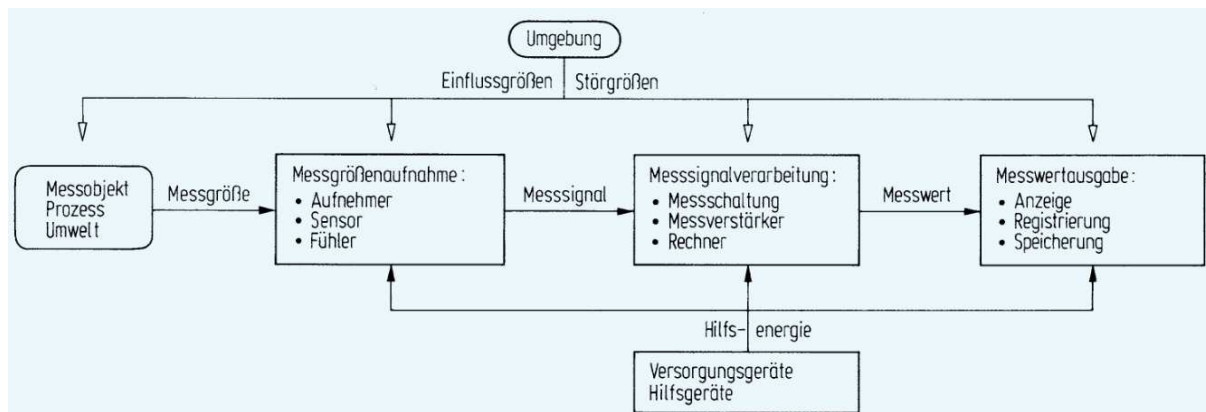 Umgebung
Einflussgrößen Störgrößen
Messobjekt
Prozess
Umwelt
Messgröße
Messgrößenaufnahme:
• Aufnehmer
• Sensor
• Fühler
Messsignal
Messsignalverarbeitung:
• Messschaltung
• Messverstärker
• Rechner
Messwert
Messwertausgabe:
• Anzeige
• Registrierung
• Speicherung
Hilfs- energie
Versorgungsgeräte
Hilfsgeräte